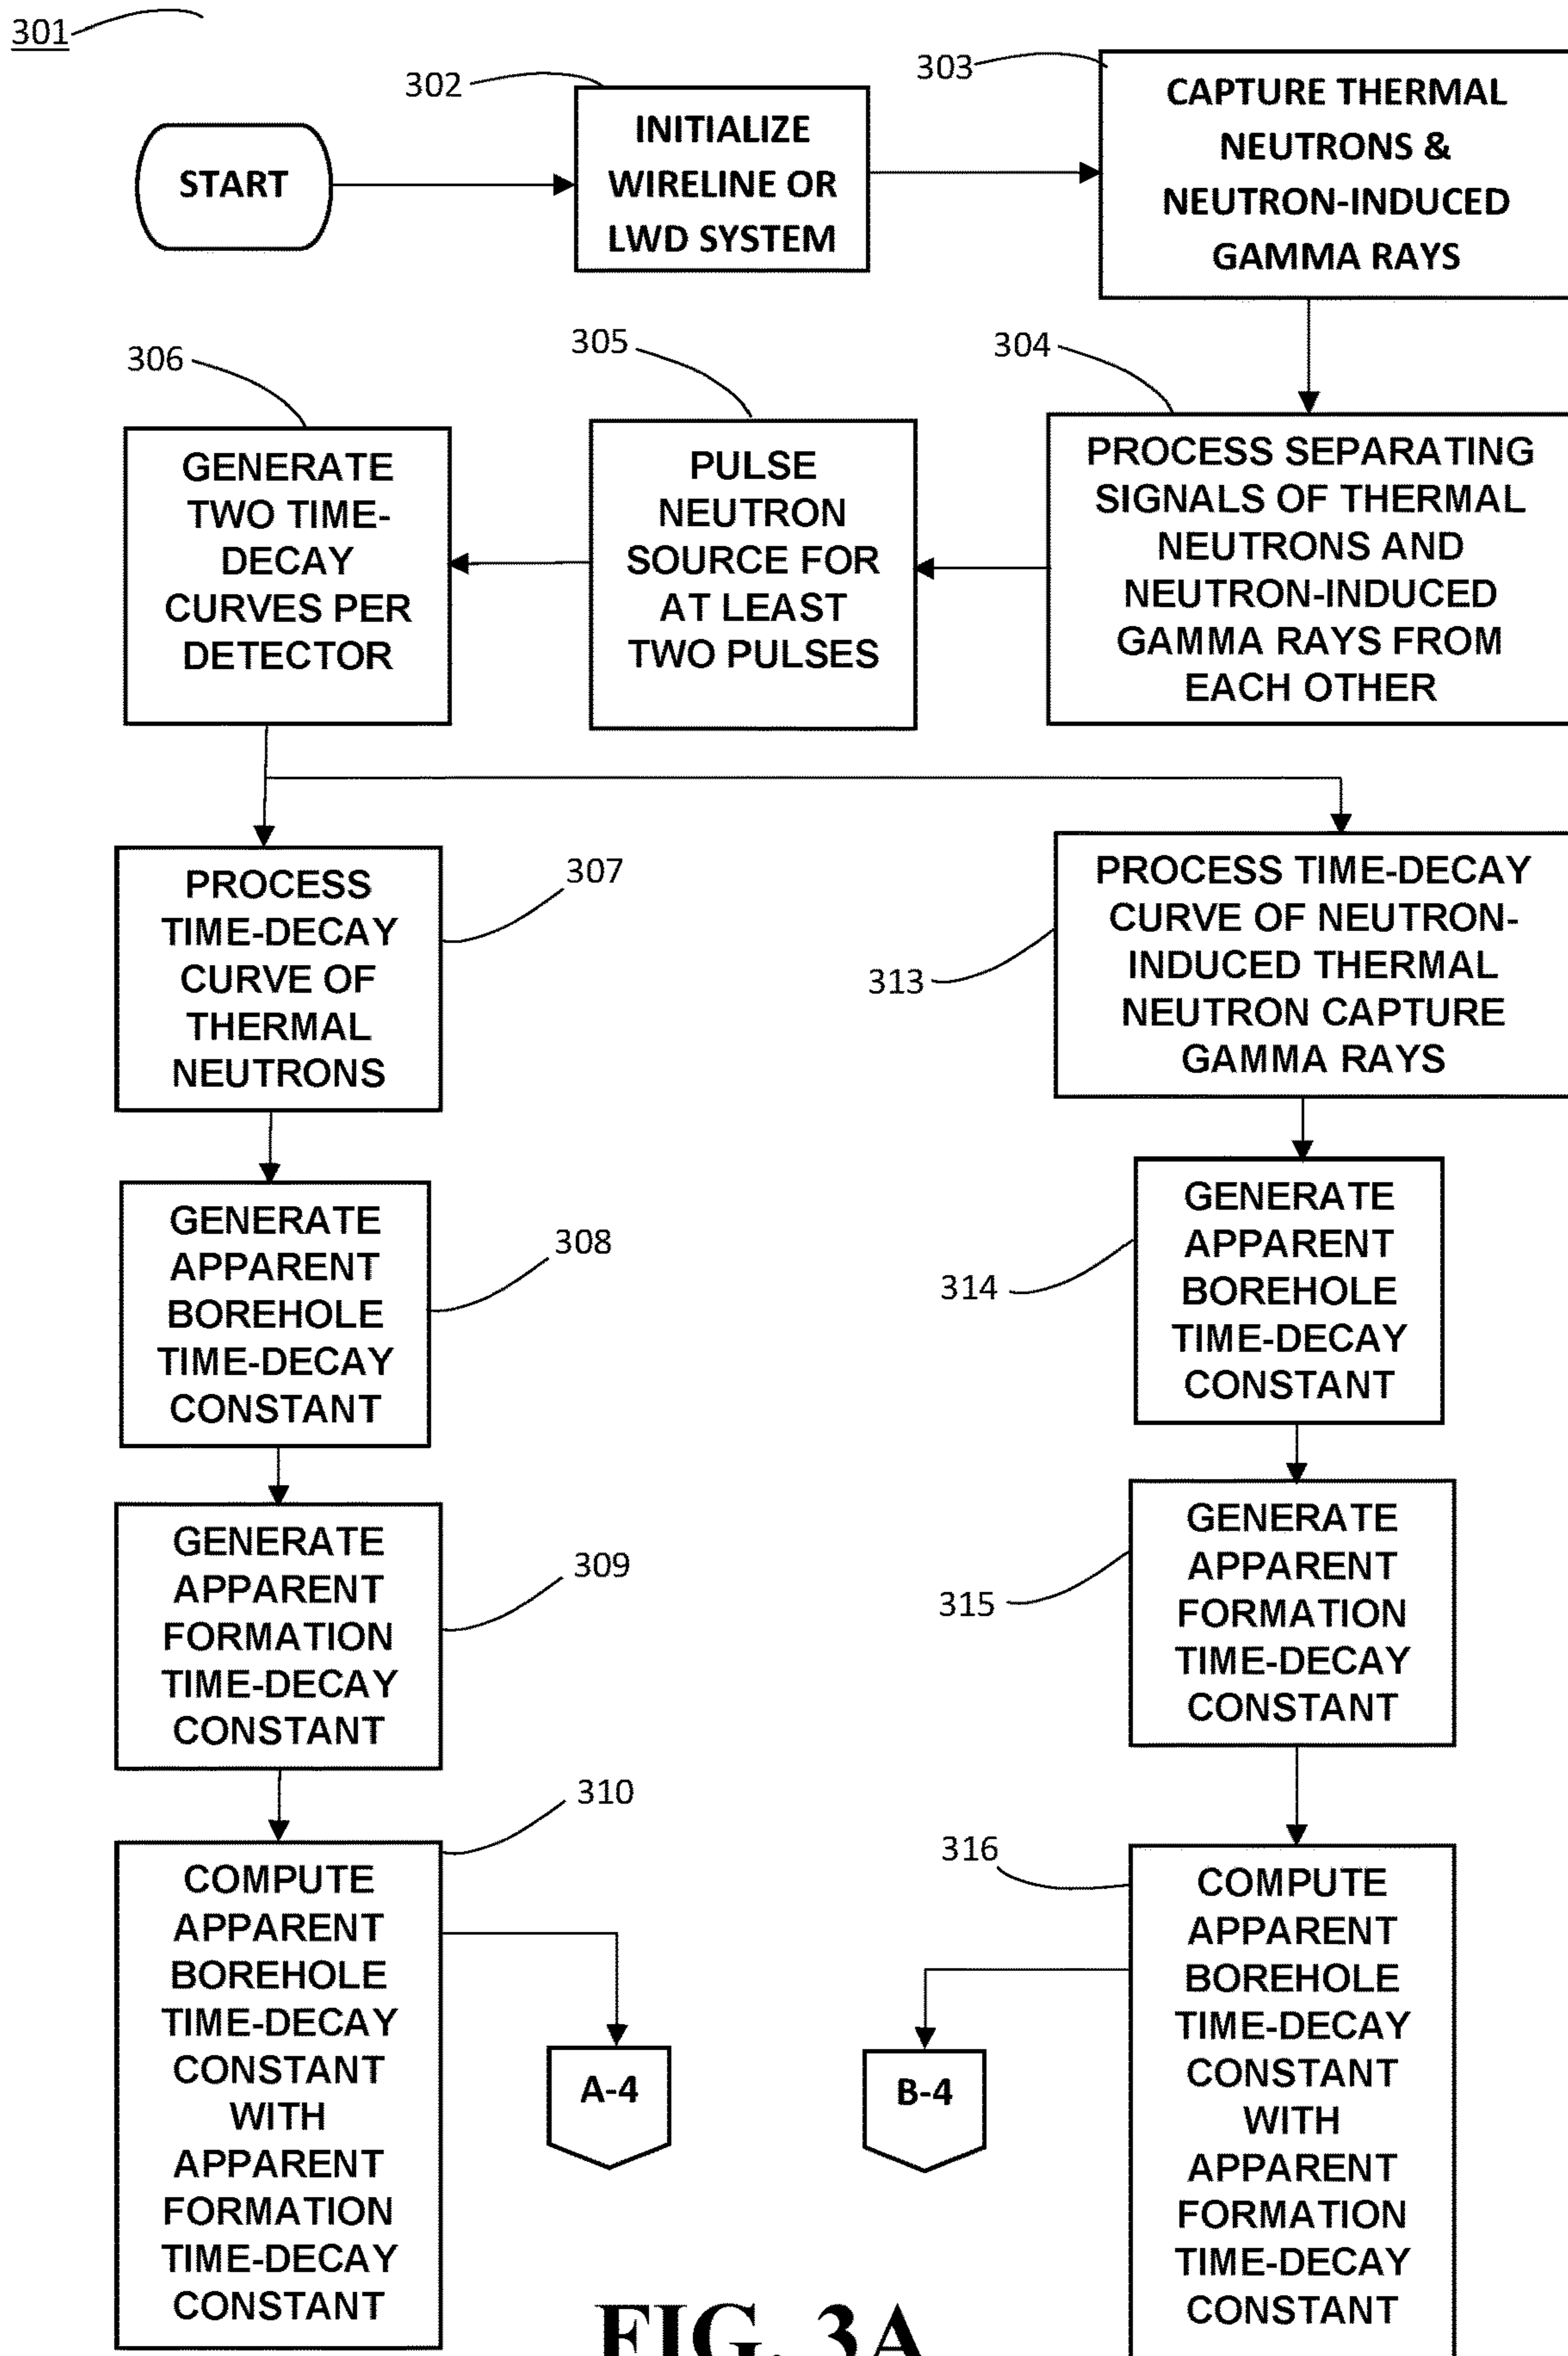 301
302
303
START
INITIALIZE
WIRELINE OR
LWD SYSTEM
CAPTURE THERMAL
NEUTRONS &
NEUTRON-INDUCED
GAMMA RAYS
306
305
304
GENERATE
TWO TIME-
DECAY
CURVES PER
DETECTOR
PULSE
NEUTRON
SOURCE FOR
AT LEAST
TWO PULSES
PROCESS SEPARATING
SIGNALS OF THERMAL
NEUTRONS AND
NEUTRON-INDUCED
GAMMA RAYS FROM
EACH OTHER
PROCESS
TIME-DECAY
CURVE OF
THERMAL
NEUTRONS
307
313
PROCESS TIME-DECAY
CURVE OF NEUTRON-
INDUCED THERMAL
NEUTRON CAPTURE
GAMMA RAYS
GENERATE
APPARENT
BOREHOLE
TIME-DECAY
CONSTANT
308
314
GENERATE
APPARENT
BOREHOLE
TIME-DECAY
CONSTANT
GENERATE
APPARENT
FORMATION
TIME-DECAY
CONSTANT
309
315
GENERATE
APPARENT
FORMATION
TIME-DECAY
CONSTANT
310
316
COMPUTE
APPARENT
BOREHOLE
TIME-DECAY
CONSTANT
WITH
APPARENT
FORMATION
TIME-DECAY
CONSTANT
A-4
B-4
COMPUTE
APPARENT
BOREHOLE
TIME-DECAY
CONSTANT
WITH
APPARENT
FORMATION
TIME-DECAY
CONSTANT
FIG. 3A